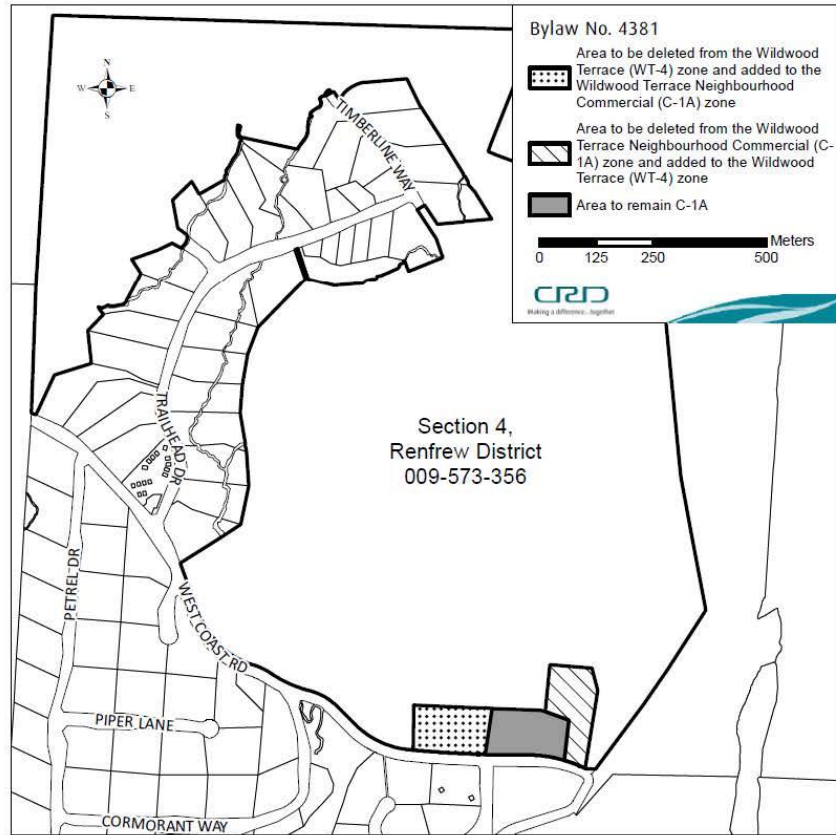 Bylaw No. 4381
Area to be deleted from the Wildwood
Terrace (WT-4) zone and added to the
Wildwood Terrace Neighbourhood
Commercial (C-1A) zone
Area to be deleted from the Wildwood
Terrace Neighbourhood Commercial (C-
1A) zone and added to the Wildwood
Terrace (WT-4) zone
Area to remain C-1A
Meters
0 125 250 500
CRD
Making a difference...together
N
W E
S
TIMBERLINE WAY
TRAILHEAD DR
Section 4,
Renfrew District
009-573-356
PETREL DR
WEST COAST RD
PIPER LANE
CORMORANT WAY